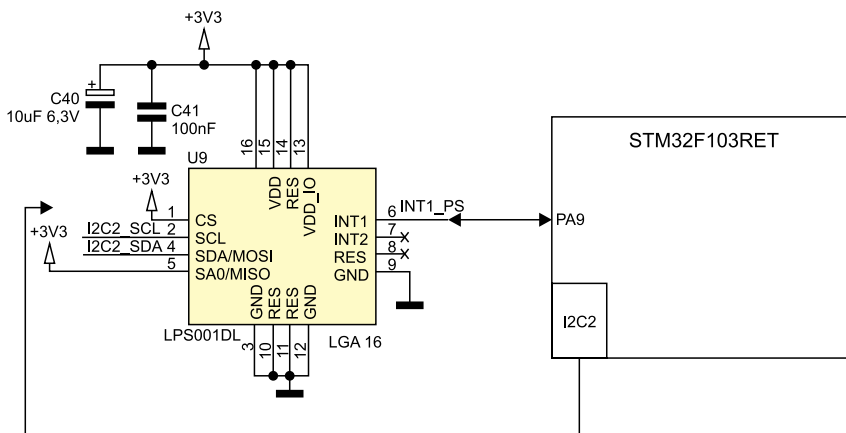 +3V3
+
C40
10uF 6,3V
C41
100nF
16
15
14
13
U9
+3V3
VDD
RES
VDD_IO
STM32F103RET
1
CS
I2C2_SCL
2
SCL
I2C2_SDA
4
SDA/MOSI
+3V3
5
SA0/MISO
INT1
6
INT1_PS
INT2
7
RES
8
GND
9
PA9
I2C2
GND
RES
RES
GND
LPS001DL
LGA 16
3
10
11
12